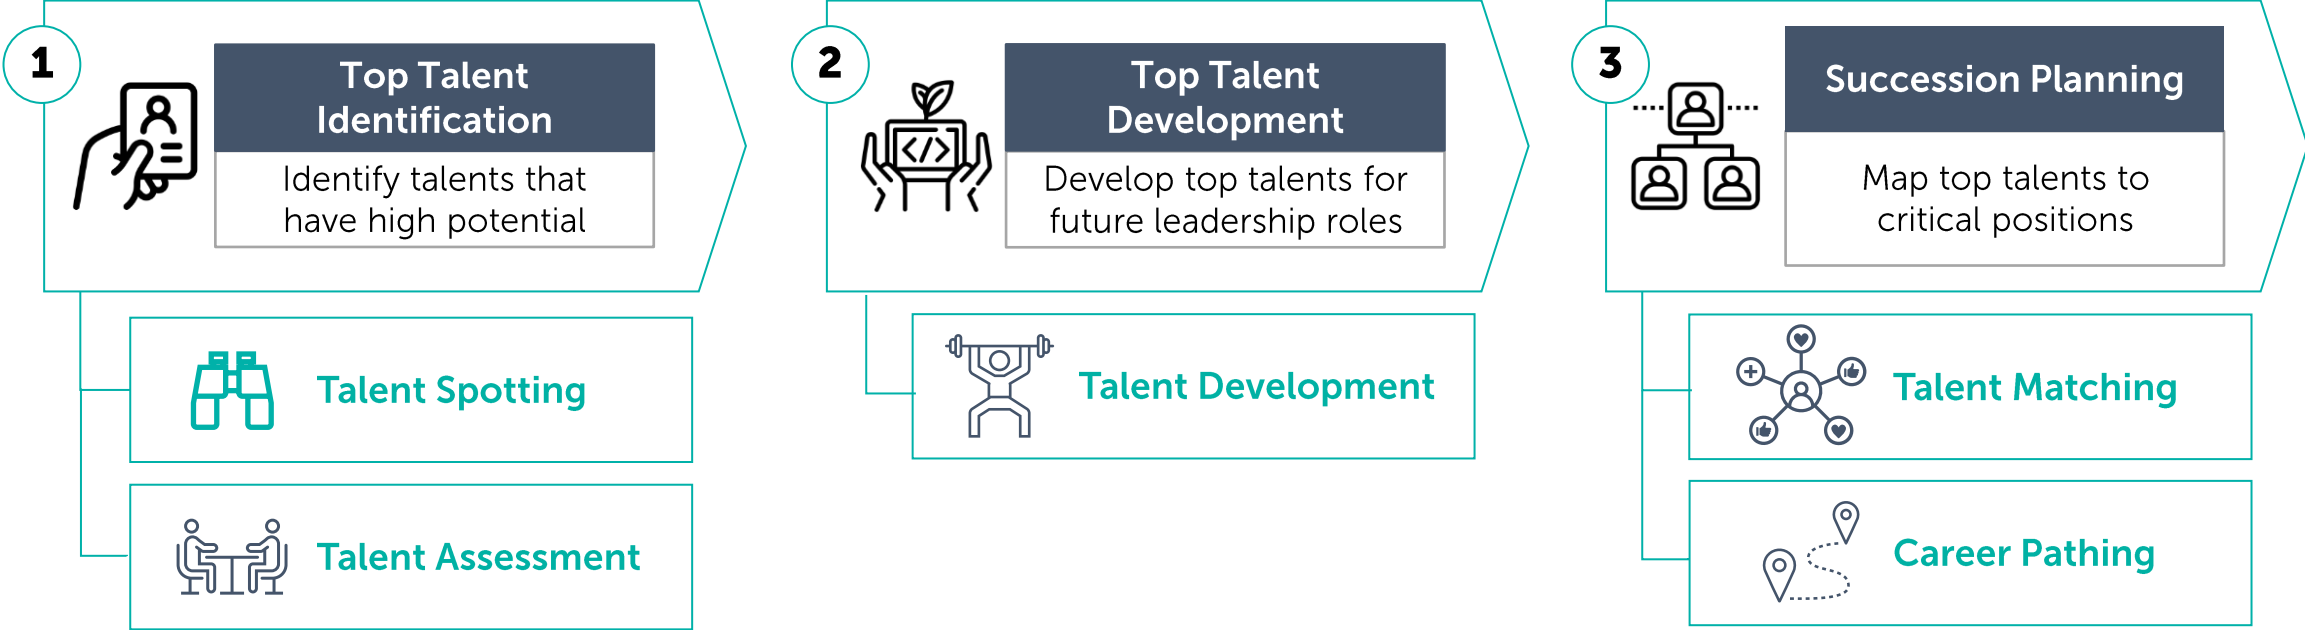 1
Top Talent
Identification
Identify talents that
have high potential
Talent Spotting
Talent Assessment
2
Top Talent
Development
Develop top talents for
future leadership roles
Talent Development
3
Succession Planning
Map top talents to
critical positions
Talent Matching
Career Pathing